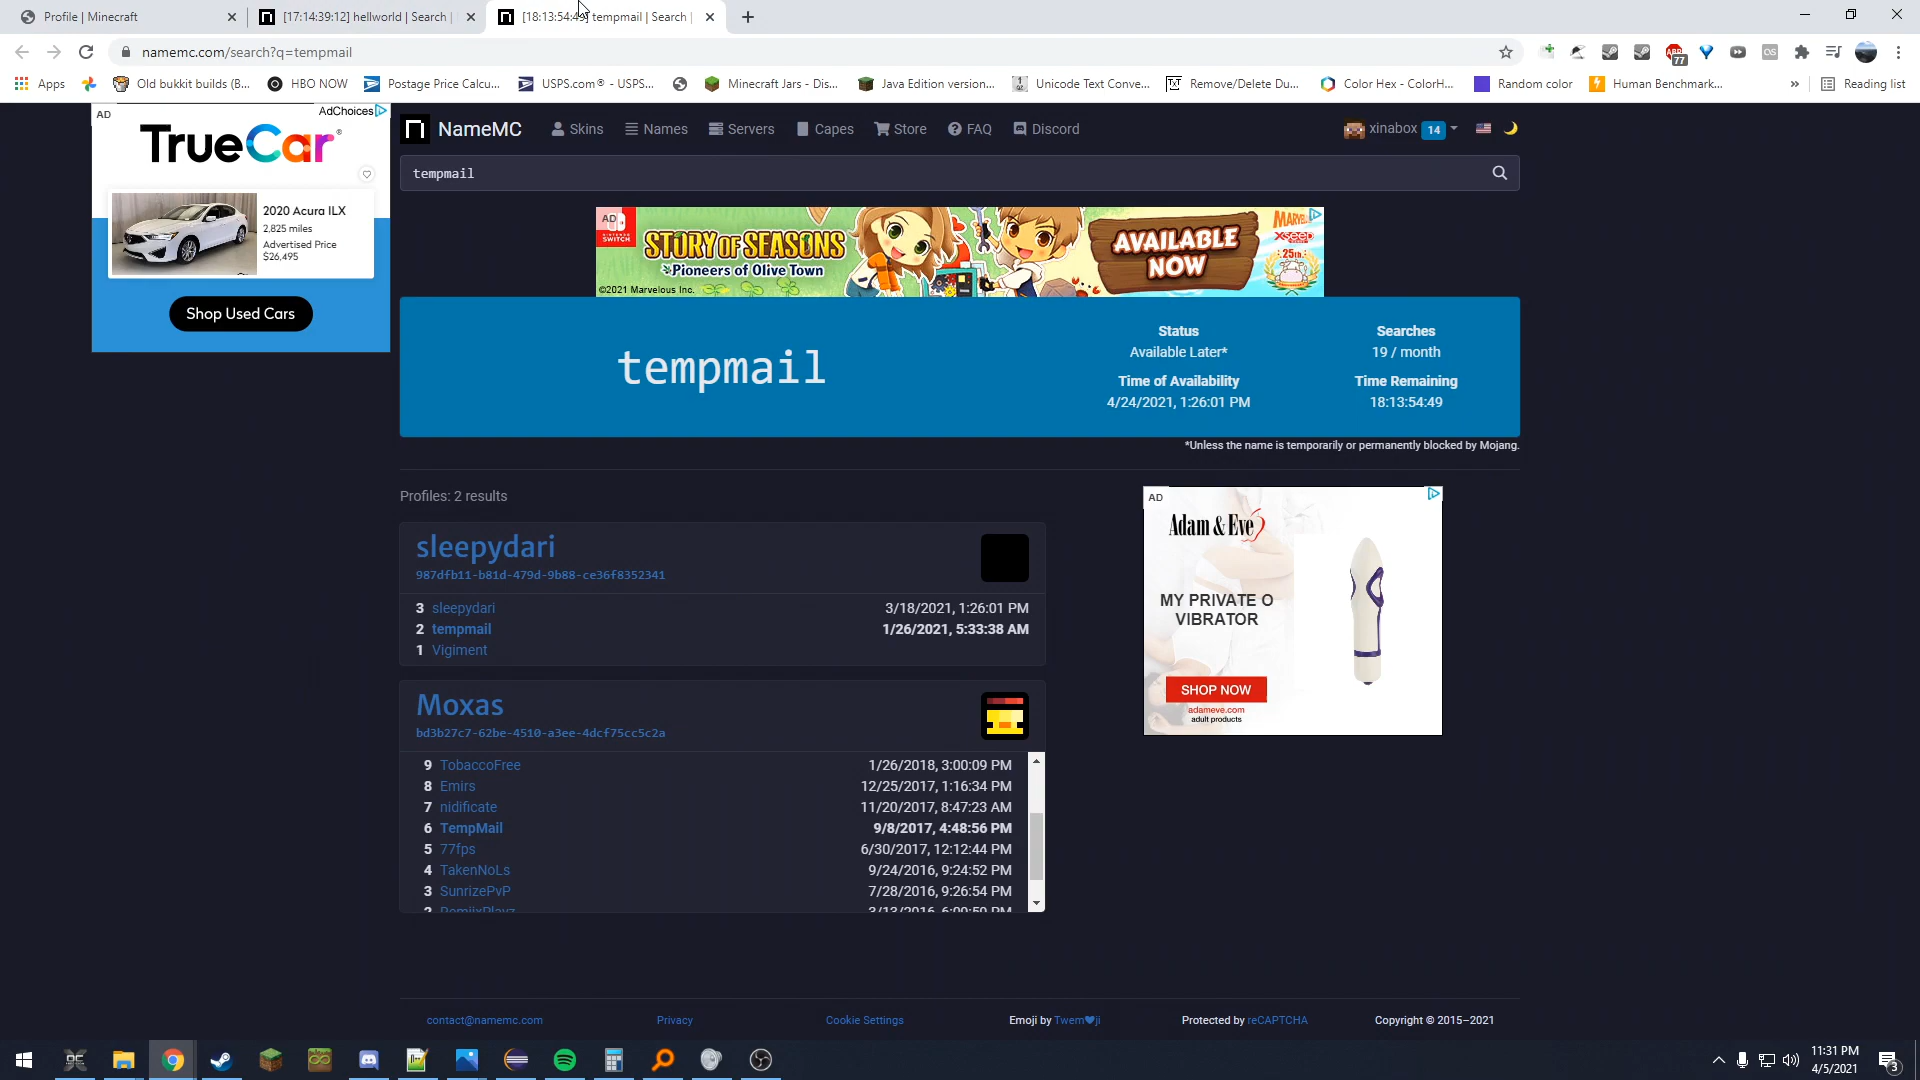 Profile | Minecraft
[17:14:39:12] hellworld | Search |
[18:13:54:49] tempmail | Search |
namemc.com/search?q=tempmail
77
Apps
Old bukkit builds (B...
HBO NOW
Postage Price Calcu...
USPS.com® - USPS...
Minecraft Jars - Dis...
Java Edition version...
Unicode Text Conve...
Remove/Delete Du...
Color Hex - ColorH...
Random color
Human Benchmark...
»
Reading list
AD
AdChoices
TrueCar
2020 Acura ILX
2,825 miles
Advertised Price
$26,495
Shop Used Cars
NameMC
Skins
Names
Servers
Capes
Store
FAQ
Discord
xinabox 14
tempmail
AD
NINTENDO
SWITCH
STORY OF SEASONS
Pioneers of Olive Town
©2021 Marvelous Inc.
AVAILABLE
NOW
MARVEL
XSEED
25th
tempmail
Status
Available Later*
Time of Availability
4/24/2021, 1:26:01 PM
Searches
19 / month
Time Remaining
18:13:54:49
*Unless the name is temporarily or permanently blocked by Mojang.
Profiles: 2 results
sleepydari
987dfb11-b81d-479d-9b88-ce36f8352341
3 sleepydari 3/18/2021, 1:26:01 PM
2 tempmail 1/26/2021, 5:33:38 AM
1 Vigiment
Moxas
bd3b27c7-62be-4510-a3ee-4dcf75cc5c2a
9 TobaccoFree 1/26/2018, 3:00:09 PM
8 Emirs 12/25/2017, 1:16:34 PM
7 nidificate 11/20/2017, 8:47:23 AM
6 TempMail 9/8/2017, 4:48:56 PM
5 77fps 6/30/2017, 12:12:44 PM
4 TakenNoLs 9/24/2016, 9:24:52 PM
3 SunrizePvP 7/28/2016, 9:26:54 PM
AD
Adam & Eve
MY PRIVATE O
VIBRATOR
SHOP NOW
adameve.com
adult products
contact@namemc.com
Privacy
Cookie Settings
Emoji by Twemji
Protected by reCAPTCHA
Copyright © 2015–2021
11:31 PM
4/5/2021
3